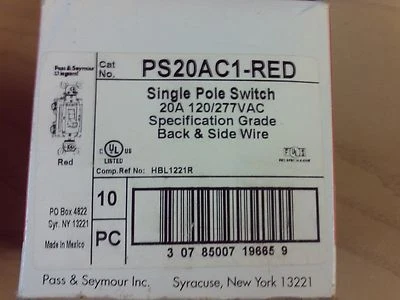 Pass & Seymour
legrand
Cat No.
PS20AC1-RED
Single Pole Switch
20A 120/277VAC
Specification Grade
Back & Side Wire
Red
C UL US
LISTED
Comp.Ref No: HBL1221R
PO Box 4822
Syr. NY 13221
Made in Mexico
10
PC
3 07 85007 19665 9
Pass & Seymour Inc. Syracuse, New York 13221